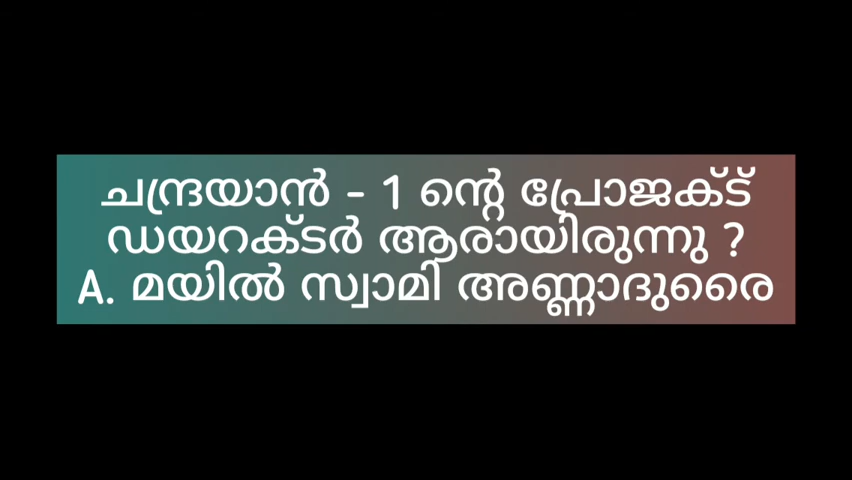 ചന്ദ്രയാൻ - 1 ന്റെ പ്രോജക്ട്
ഡയറക്ടർ ആരായിരുന്നു ?
A. മയിൽ സ്വാമി അണ്ണാദുരൈ